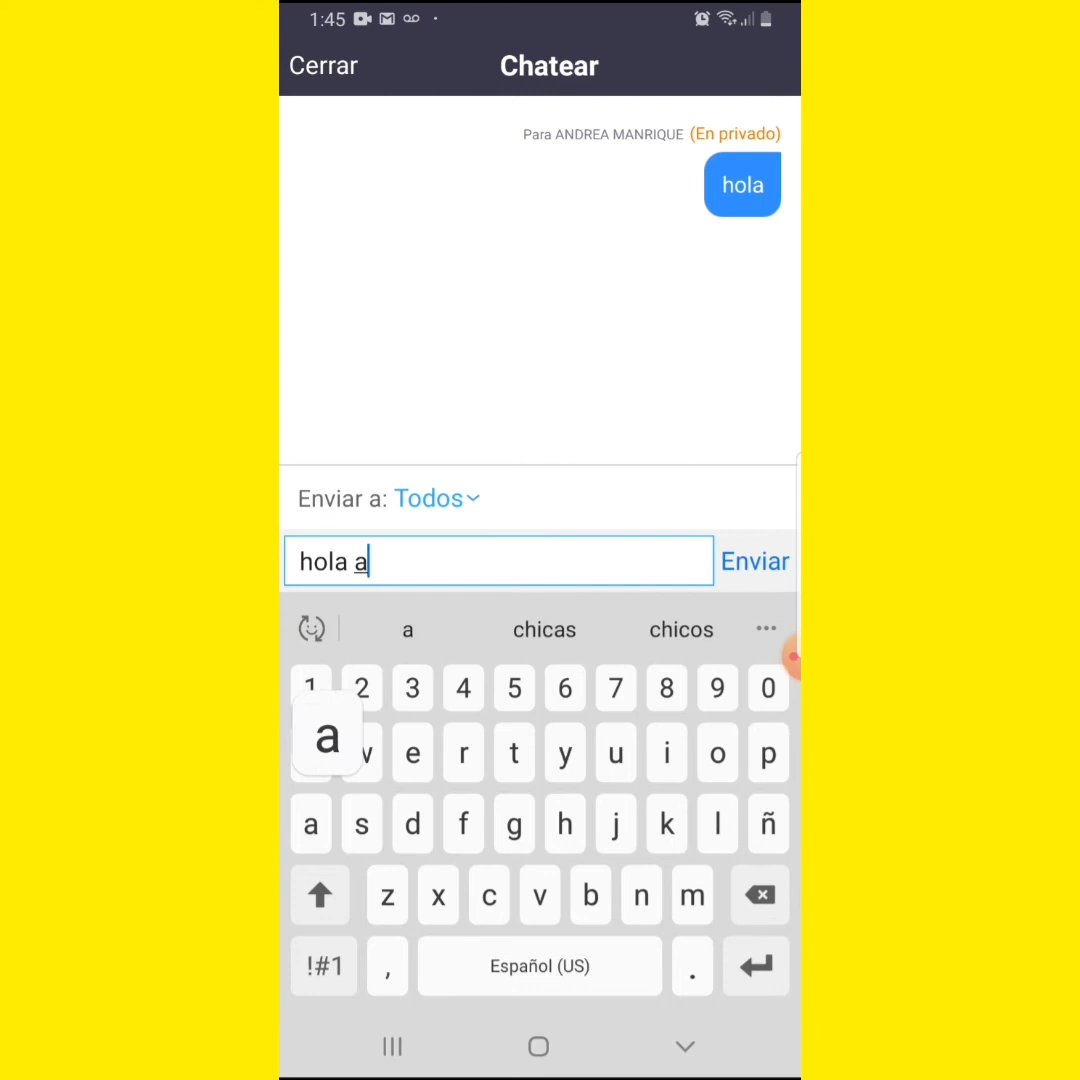 1:45
Cerrar Chatear
Para ANDREA MANRIQUE (En privado)
hola
Enviar a: Todos
hola a Enviar
a chicas chicos
1 2 3 4 5 6 7 8 9 0
a w e r t y u i o p
a s d f g h j k l ñ
z x c v b n m
!#1 , Español (US) .